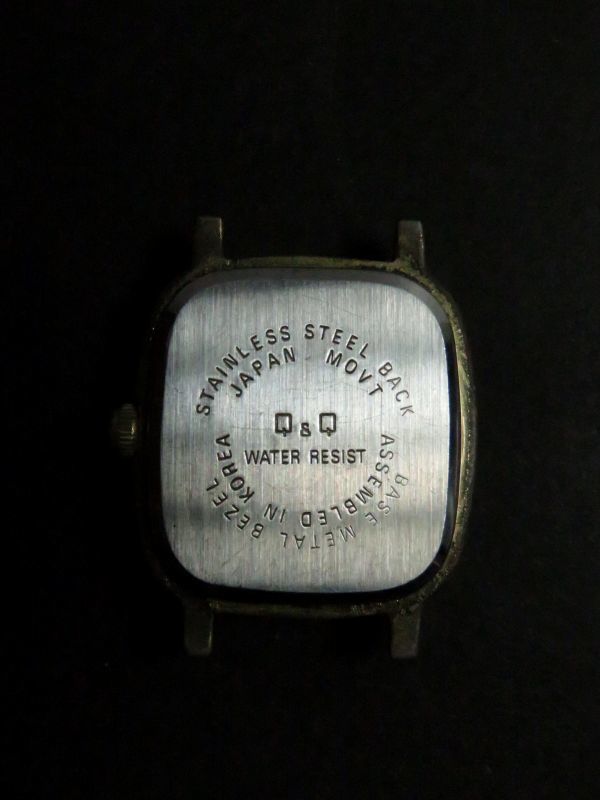 STAINLESS STEEL BACK
JAPAN MOVT
Q&Q
WATER RESIST
ASSEMBLED IN KOREA
BASE METAL BEZEL